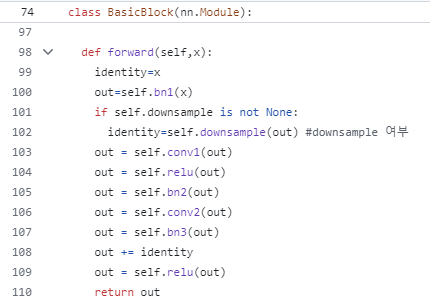 74 class BasicBlock(nn.Module):
97
98 def forward(self,x):
99 identity=x
100 out=self.bn1(x)
101 if self.downsample is not None:
102 identity=self.downsample(out) #downsample 여부
103 out = self.conv1(out)
104 out = self.relu(out)
105 out = self.bn2(out)
106 out = self.conv2(out)
107 out = self.bn3(out)
108 out += identity
109 out = self.relu(out)
110 return out